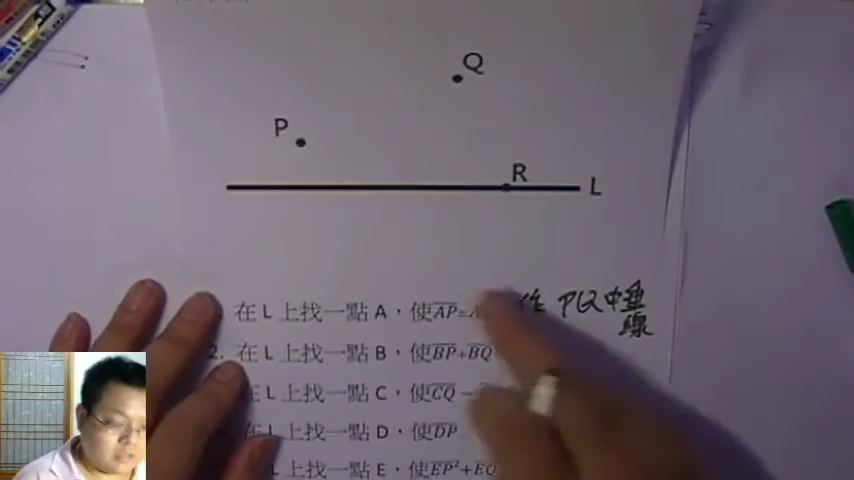 Q
P
R
L
在 L 上找一點 A，使AP=A 作 PQ中垂
線
2. 在 L 上找一點 B，使BP+BQ
在 L 上找一點 C，使CQ −
在 L 上找一點 D，使DP
L 上找一點 E，使EP²+EQ